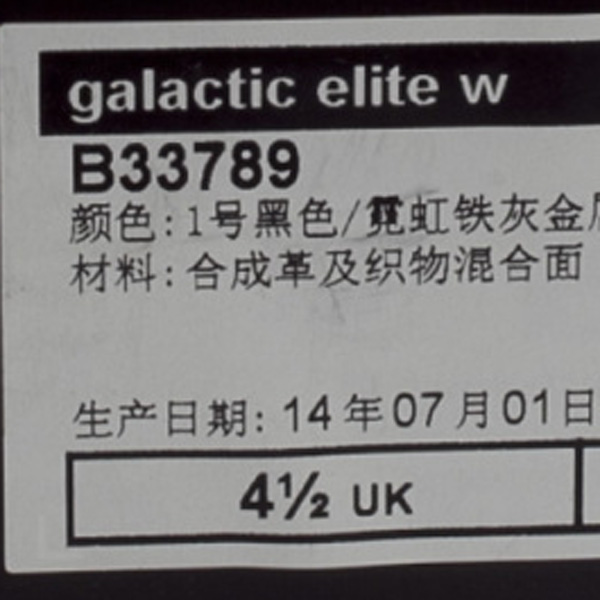 galactic elite w
B33789
颜色:1号黑色/霓虹铁灰金
材料:合成革及织物混合面
生产日期: 14年07月01日
4½ UK